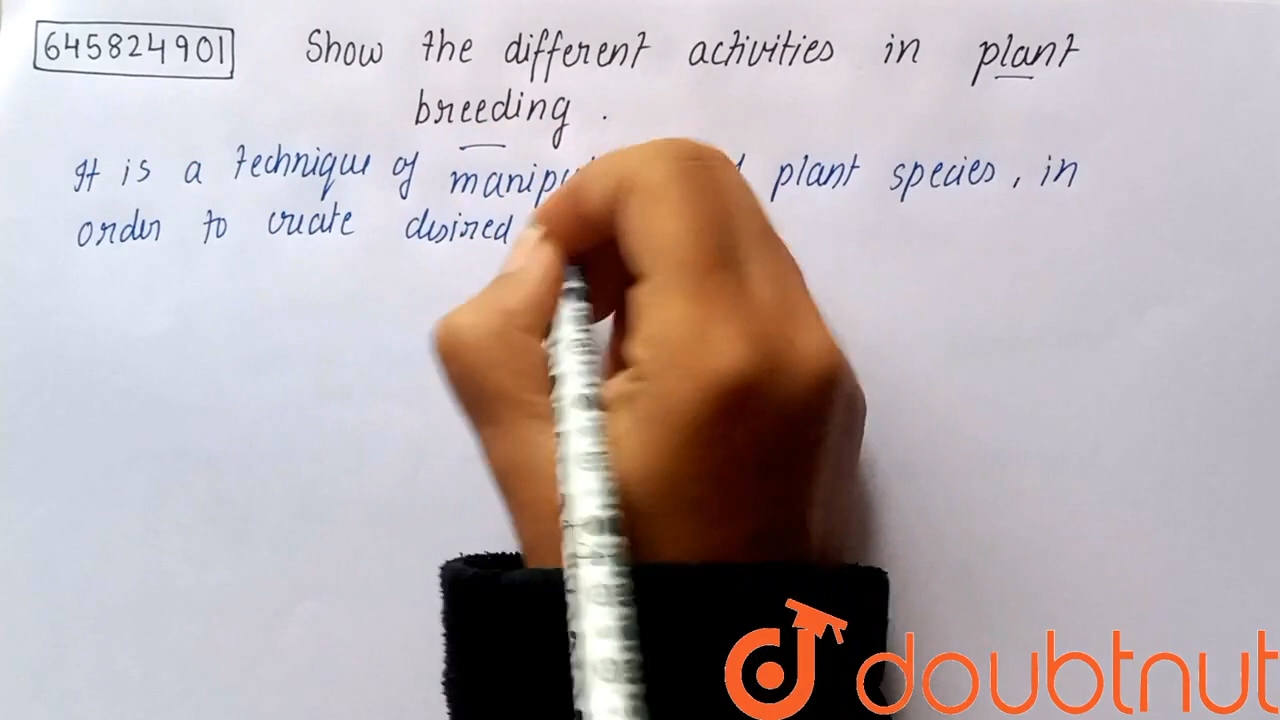 645824901 Show the different activities in plant
breeding .
It is a technique of plant species, in
order to create desired
doubtnut